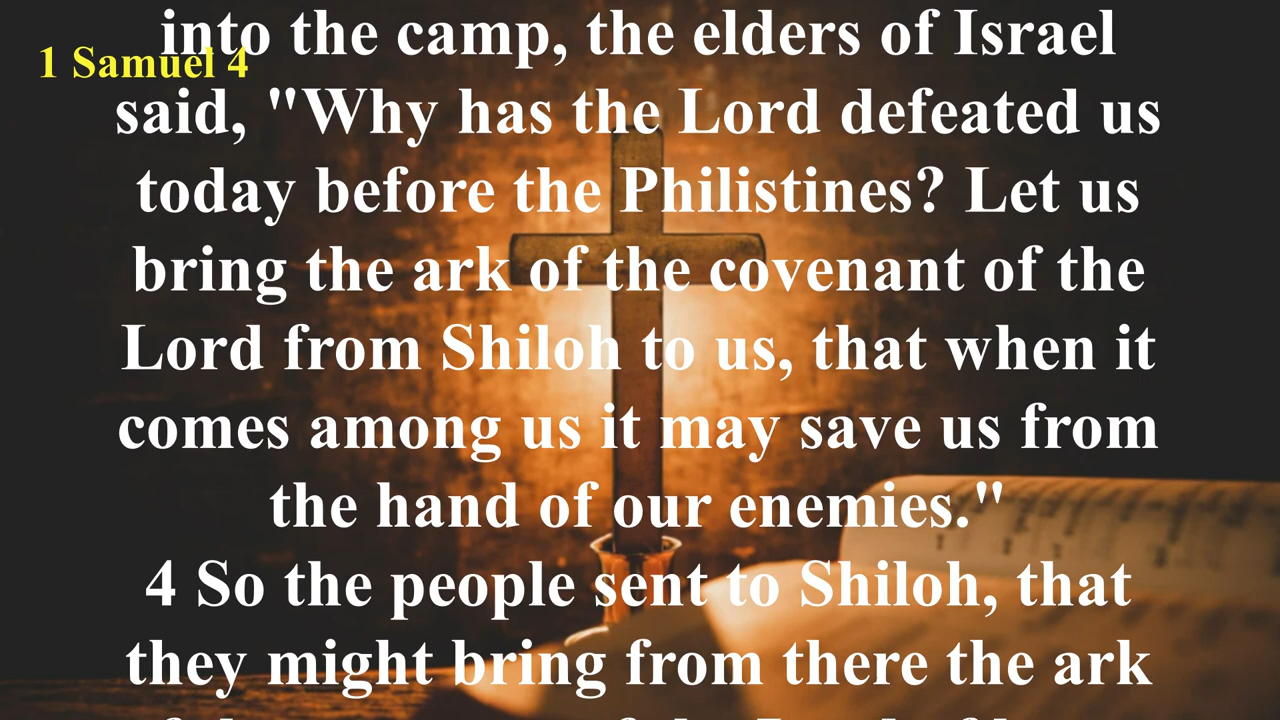 1 Samuel 4
into the camp, the elders of Israel
said, "Why has the Lord defeated us
today before the Philistines? Let us
bring the ark of the covenant of the
Lord from Shiloh to us, that when it
comes among us it may save us from
the hand of our enemies."
4 So the people sent to Shiloh, that
they might bring from there the ark